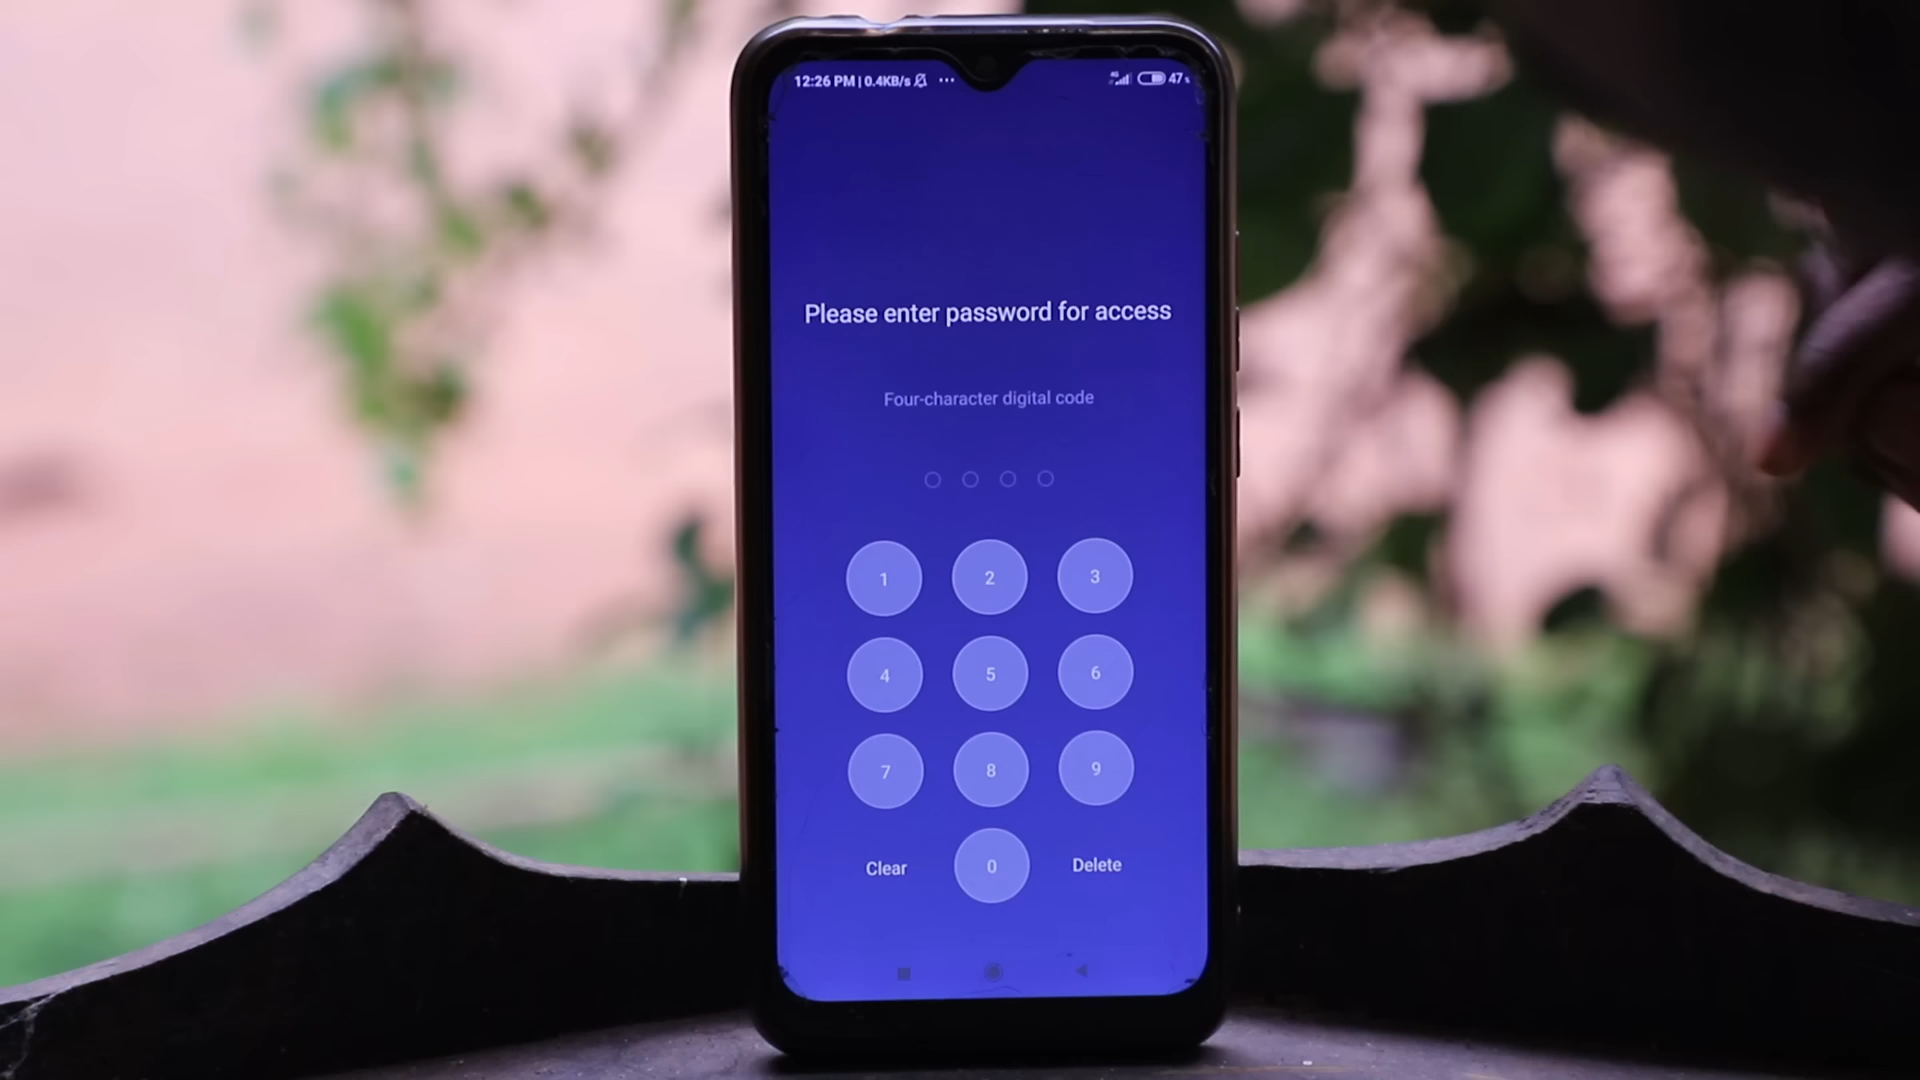 12:26 PM | 0.4KB/s ... 4G 47%
Please enter password for access
Four-character digital code
1 2 3
4 5 6
7 8 9
Clear 0 Delete